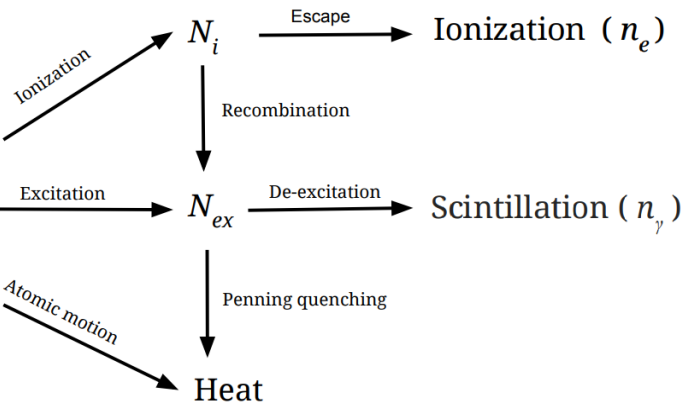 Escape
N_i
Ionization ( n_e )
Ionization
Recombination
Excitation
N_ex
De-excitation
Scintillation ( n_γ )
Penning quenching
Atomic motion
Heat